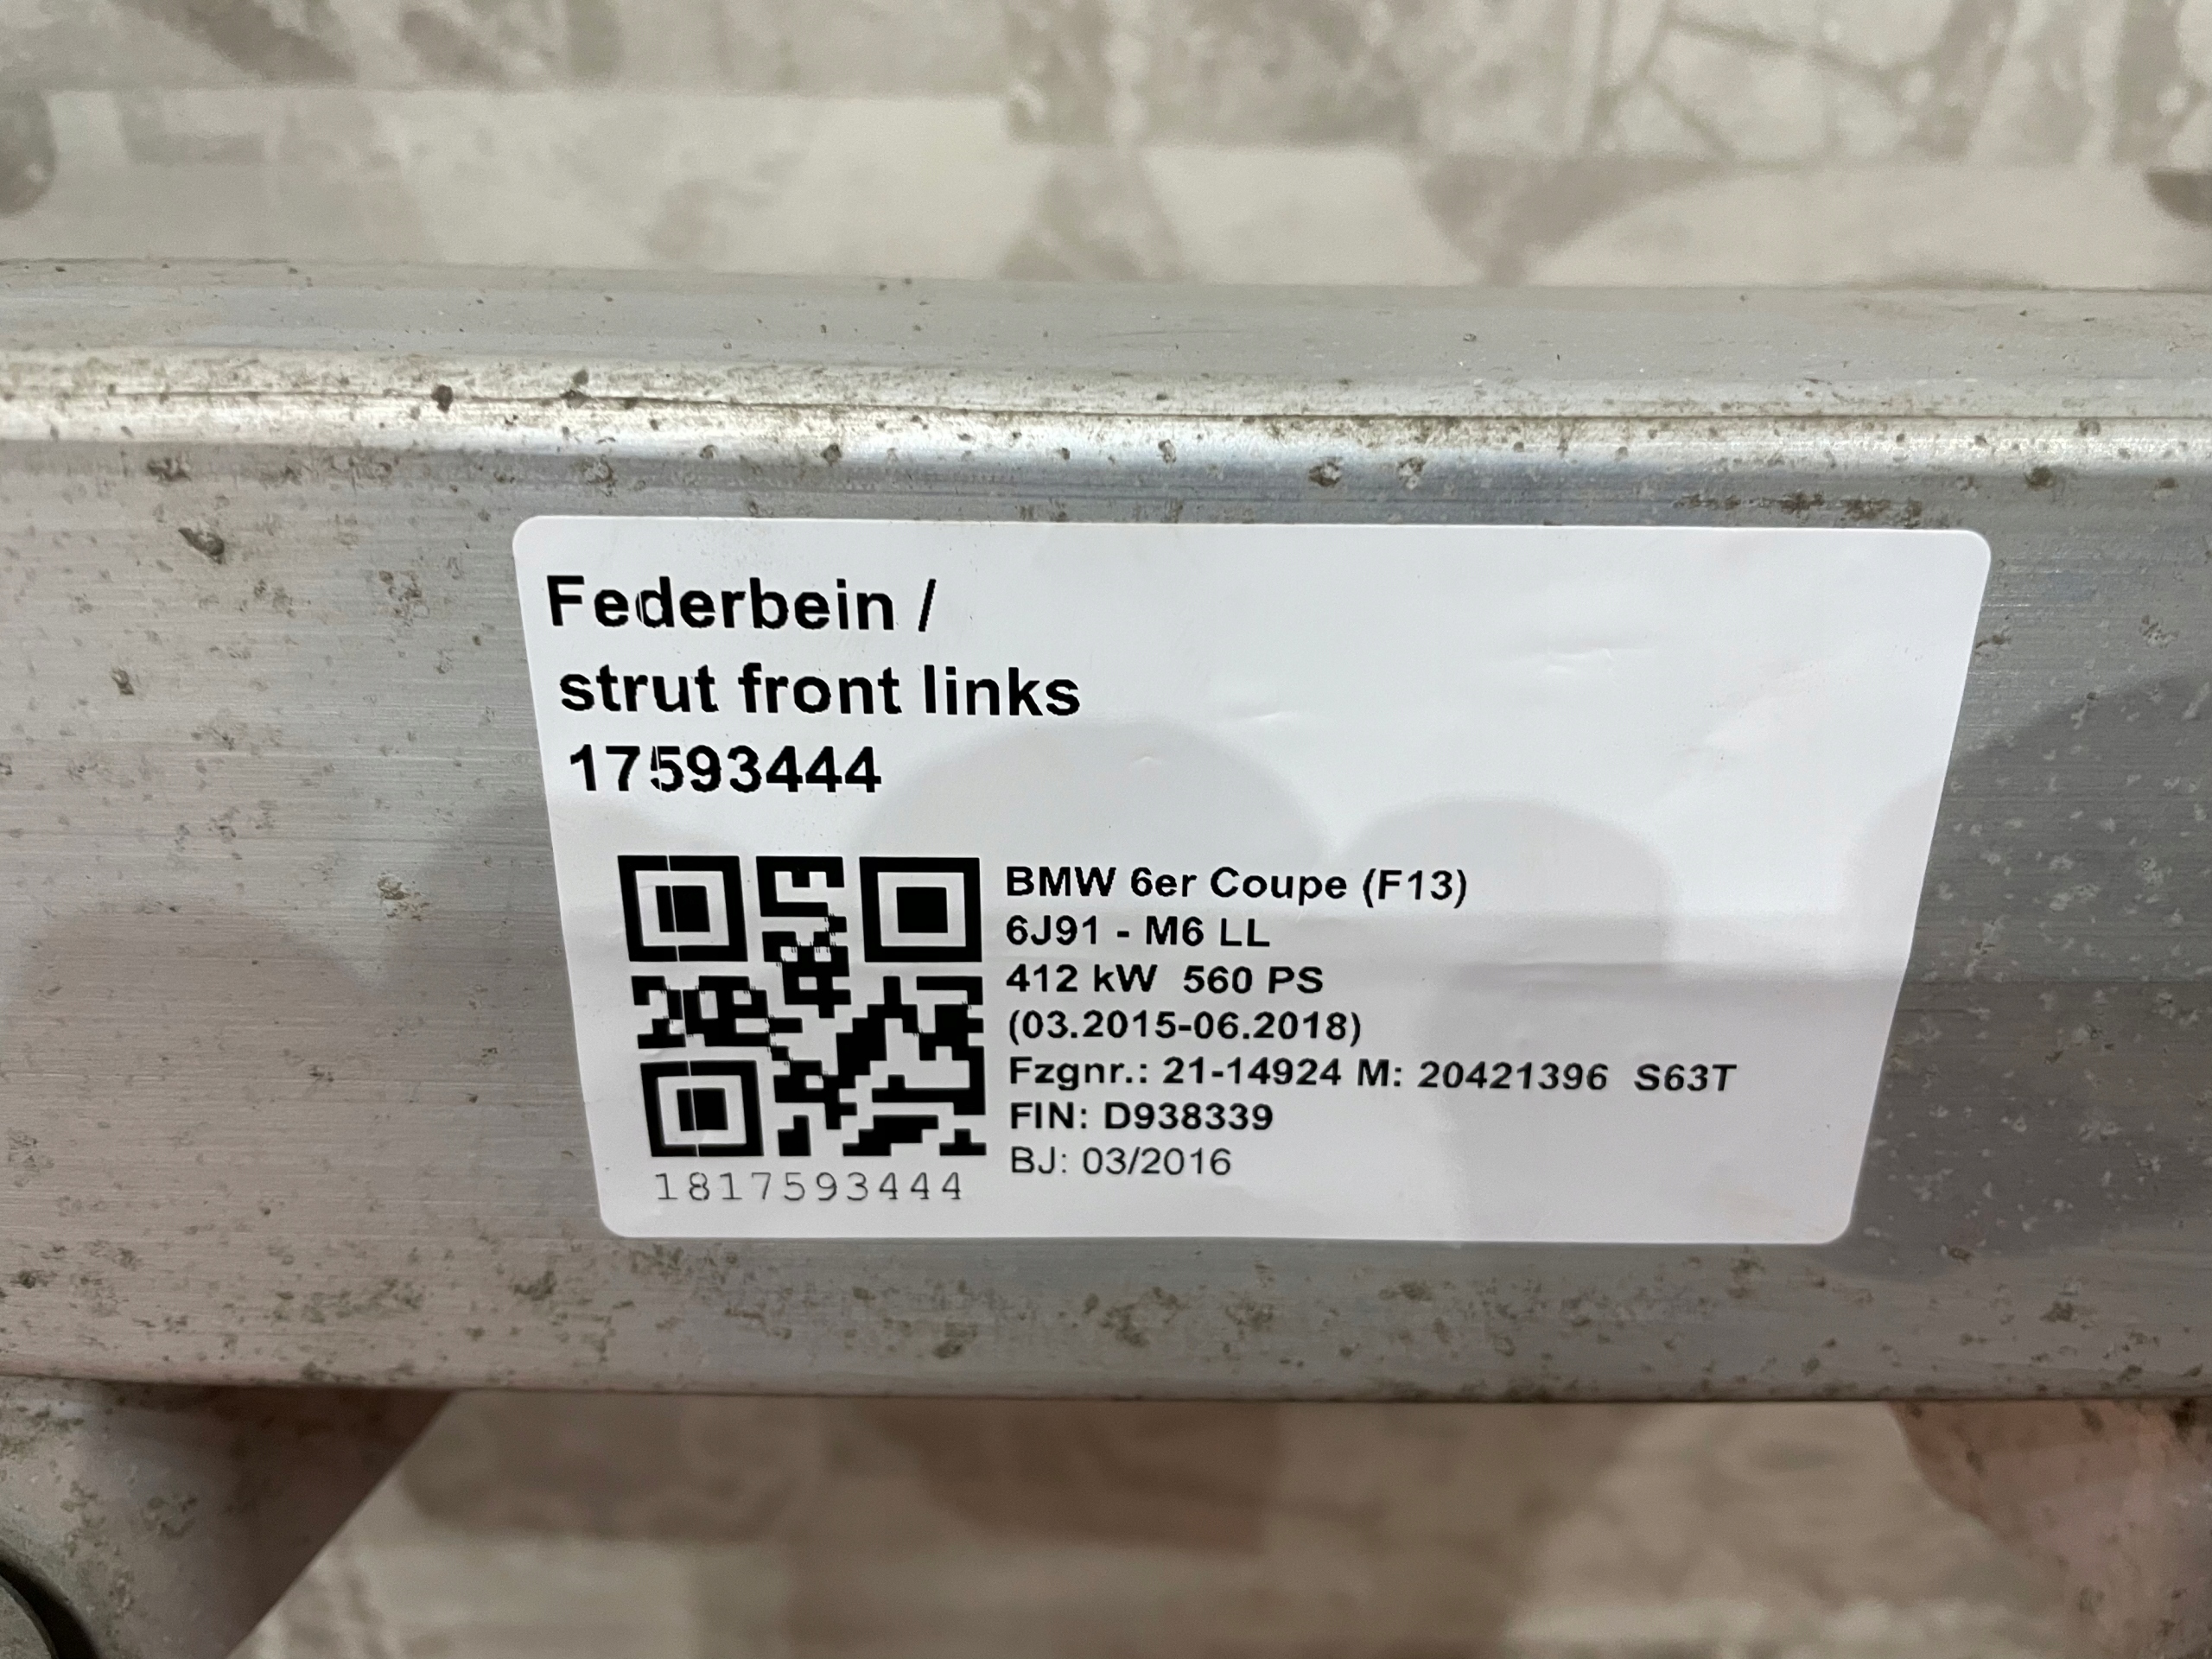 Federbein /
strut front links
17593444
BMW 6er Coupe (F13)
6J91 - M6 LL
412 kW 560 PS
(03.2015-06.2018)
Fzgnr.: 21-14924 M: 20421396 S63T
FIN: D938339
BJ: 03/2016
1817593444